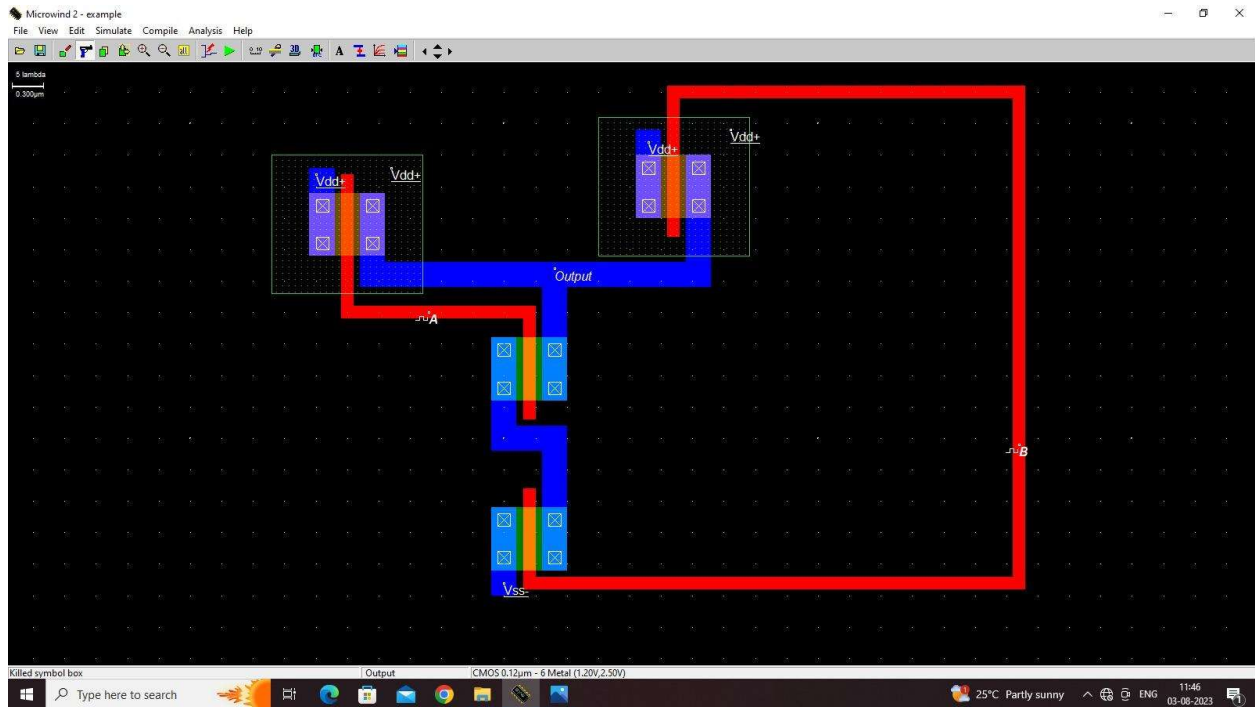 Microwind 2 - example
File View Edit Simulate Compile Analysis Help
5 lambda
0.300µm
Vdd+
Vdd+
Vdd+
Vdd+
Output
A
B
Vss-
Killed symbol box
Output
CMOS 0.12µm - 6 Metal (1.20V,2.50V)
Type here to search
25°C Partly sunny
ENG
11:46
03-08-2023